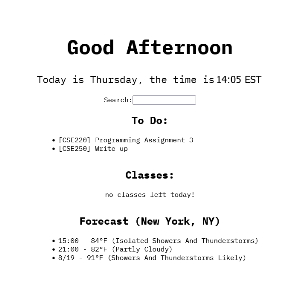 Good Afternoon
Today is Thursday, the time is 14:05 EST
Search:
To Do:
• [CSE220] Programming Assignment 3
• [CSE250] Write up
Classes:
no classes left today!
Forecast (New York, NY)
• 15:00 - 84°F (Isolated Showers And Thunderstorms)
• 21:00 - 82°F (Partly Cloudy)
• 8/19 - 91°F (Showers And Thunderstorms Likely)